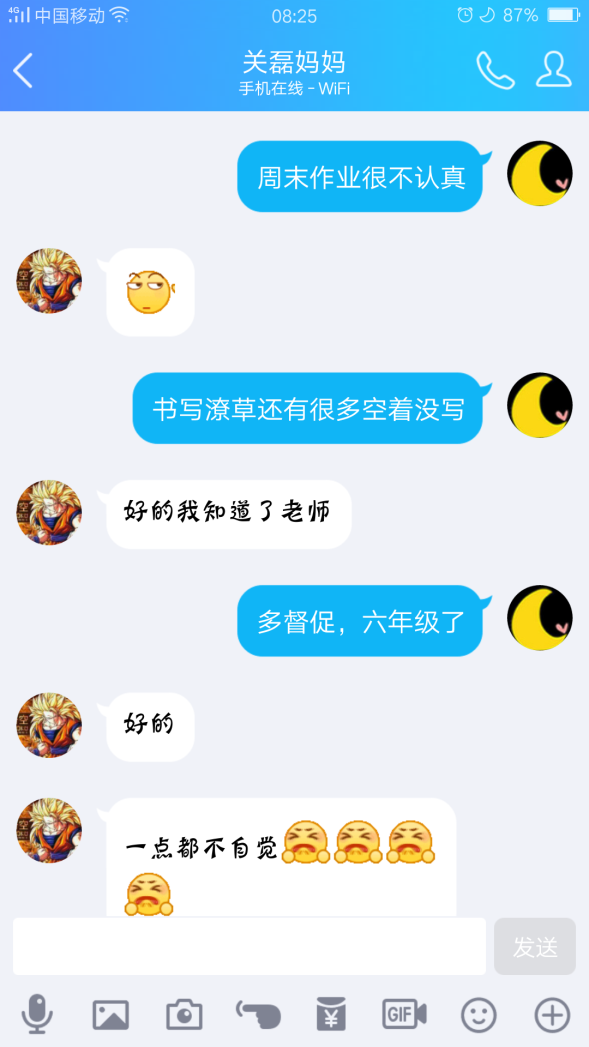 4G 中国移动 08:25 87%
关磊妈妈
手机在线 - WiFi
周末作业很不认真
书写潦草还有很多空着没写
好的我知道了老师
多督促，六年级了
好的
一点都不自觉
发送
GIF